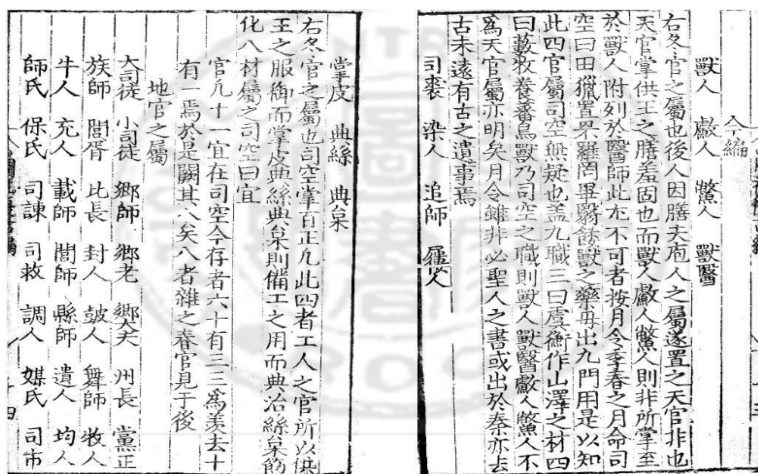 今編
獸人 䱷人 鱉人 獸醫
右冬官之屬也後人因膳夫庖人之屬遂置之天官非也
天官掌供王之膳羞固也而獸人䱷人鱉人則非所掌至
於獸人附列於醫師此尤不可者按月令季春之月命司
空曰田獵罝罘羅罔畢翳餧獸之藥毋出九門用是以知
此四官屬司空無疑也盖九職三曰虞衡作山澤之材四
曰藪牧養蕃鳥獸乃司空之職則獸人獸醫䱷人鱉人不
爲天官屬亦明矣月令雖非必聖人之書或出於秦亦去
古未遠有古之遺事焉
司裘 染人 追師 屨人
掌皮 典絲 典枲
右冬官之屬也司空掌百正凡此四者工人之官所以供
王之服御而掌皮典絲典枲則備工之用而典治絲枲飭
化八材屬之司空曰宜
官凡十一宜在司空今存者六十有三三爲羡去十
有一焉於是闕其八矣八者雜之春官見于後
地官之屬
大司徒 小司徒 鄉師 鄉老 鄉大夫 州長 黨正
族師 閭胥 比長 封人 鼓人 舞師 牧人
牛人 充人 載師 閭師 縣師 遺人 均人
師氏 保氏 司諫 司救 調人 媒氏 司市